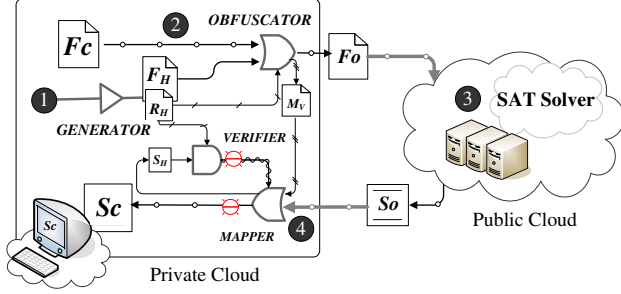 OBFUSCATOR
2
Fc
Fo
F_H
1
3
SAT Solver
R_H
M_V
GENERATOR
VERIFIER
S_H
Sc
So
Sc
4
Public Cloud
MAPPER
Private Cloud